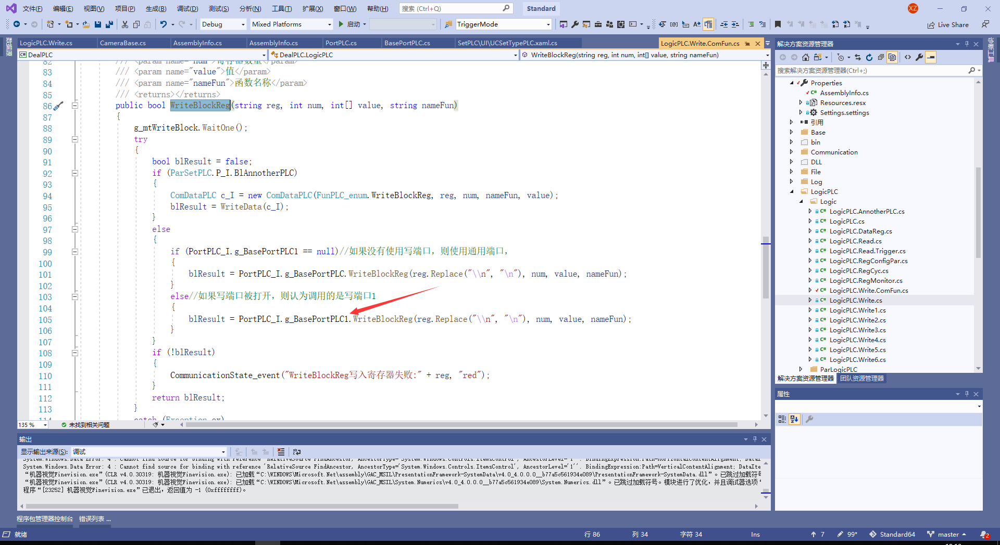 文件(F) 编辑(E) 视图(V) 项目(P) 生成(B) 调试(D) 测试(S) 分析(N) 工具(T) 扩展(X) 窗口(W) 帮助(H) 搜索 (Ctrl+Q) Standard XZ
Debug Mixed Platforms 启动 TriggerMode Live Share
数据源
LogicPLC.Write.cs CameraBase.cs AssemblyInfo.cs AssemblyInfo.cs PortPLC.cs BasePortPLC.cs SetPLC\UI\UCSetTypePLC.xaml.cs LogicPLC.Write.ComFun.cs
DealPLC DealPLC.LogicPLC WriteBlockReg(string reg, int num, int[] value, string nameFun)
82 /// <param name="num">寄存器数量</param>
83 /// <param name="value">值</param>
84 /// <param name="nameFun">函数名称</param>
85 /// <returns></returns>
86 public bool WriteBlockReg(string reg, int num, int[] value, string nameFun)
87 {
88 g_mtWriteBlock.WaitOne();
89 try
90 {
91 bool blResult = false;
92 if (ParSetPLC.P_I.BlAnnotherPLC)
93 {
94 ComDataPLC c_I = new ComDataPLC(FunPLC_enum.WriteBlockReg, reg, num, nameFun, value);
95 blResult = WriteData(c_I);
96 }
97 else
98 {
99 if (PortPLC_I.g_BasePortPLC1 == null)//如果没有使用写端口，则使用通用端口，
100 {
101 blResult = PortPLC_I.g_BasePortPLC.WriteBlockReg(reg.Replace("\\n", "\n"), num, value, nameFun);
102 }
103 else//如果写端口被打开，则认为调用的是写端口1
104 {
105 blResult = PortPLC_I.g_BasePortPLC1.WriteBlockReg(reg.Replace("\\n", "\n"), num, value, nameFun);
106 }
107 }
108 if (!blResult)
109 {
110 CommunicationState_event("WriteBlockReg写入寄存器失败:" + reg, "red");
111 }
112 return blResult;
113 }
114 catch (Exception ex)
135 % 未找到相关问题
输出
显示输出来源(S): 调试
System.Windows.Data Error: 4 : Cannot find source for binding with reference 'RelativeSource FindAncestor, AncestorType='System.Windows.Controls.ItemsControl', AncestorLevel='1''. BindingExpression:Path=HorizontalContentAlignment; Data
System.Windows.Data Error: 4 : Cannot find source for binding with reference 'RelativeSource FindAncestor, AncestorType='System.Windows.Controls.ItemsControl', AncestorLevel='1''. BindingExpression:Path=VerticalContentAlignment; DataIte
“机器视觉Finevision.exe”(CLR v4.0.30319: 机器视觉Finevision.exe): 已加载“C:\WINDOWS\Microsoft.Net\assembly\GAC_MSIL\PresentationFramework-SystemData\v4.0_4.0.0.0__b77a5c561934e089\PresentationFramework-SystemData.dll”。已跳过加载符号
“机器视觉Finevision.exe”(CLR v4.0.30319: 机器视觉Finevision.exe): 已加载“C:\WINDOWS\Microsoft.Net\assembly\GAC_MSIL\System.Numerics\v4.0_4.0.0.0__b77a5c561934e089\System.Numerics.dll”。已跳过加载符号。模块进行了优化，并且调试器选项“
程序“[23252] 机器视觉Finevision.exe”已退出，返回值为 -1 (0xffffffff)。
程序包管理器控制台 错误列表 ...
解决方案资源管理器
搜索解决方案资源管理器(Ctrl+;)
Properties
AssemblyInfo.cs
Resources.resx
Settings.settings
引用
Base
bin
Communication
DLL
File
Log
LogicPLC
Logic
LogicPLC.AnnotherPLC.cs
LogicPLC.cs
LogicPLC.DataReg.cs
LogicPLC.Read.cs
LogicPLC.Read.Trigger.cs
LogicPLC.RegConfigPar.cs
LogicPLC.RegCyc.cs
LogicPLC.RegMonitor.cs
LogicPLC.Write.ComFun.cs
LogicPLC.Write.cs
LogicPLC.Write1.cs
LogicPLC.Write2.cs
LogicPLC.Write3.cs
LogicPLC.Write4.cs
LogicPLC.Write5.cs
LogicPLC.Write6.cs
ParLogicPLC
解决方案资源管理器 团队资源管理器
属性
诊断工具
就绪 行 86 列 34 字符 34 Ins 7 99* Standard64 master 2